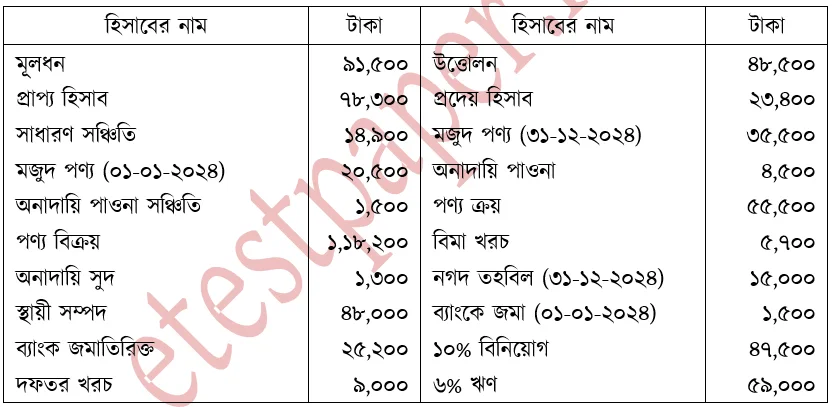 হিসাবের নাম টাকা হিসাবের নাম টাকা
মূলধন ৯১,৫০০ উত্তোলন ৪৮,৫০০
প্রাপ্য হিসাব ৭৮,৩০০ প্রদেয় হিসাব ২৩,৪০০
সাধারণ সঞ্চিতি ১৪,৯০০ মজুদ পণ্য (৩১-১২-২০২৪) ৩৫,৫০০
মজুদ পণ্য (০১-০১-২০২৪) ২০,৫০০ অনাদায়ি পাওনা ৪,৫০০
অনাদায়ি পাওনা সঞ্চিতি ১,৫০০ পণ্য ক্রয় ৫৫,৫০০
পণ্য বিক্রয় ১,১৮,২০০ বিমা খরচ ৫,৭০০
অনাদায়ি সুদ ১,৩০০ নগদ তহবিল (৩১-১২-২০২৪) ১৫,০০০
স্থায়ী সম্পদ ৪৮,০০০ ব্যাংকে জমা (০১-০১-২০২৪) ১,৫০০
ব্যাংক জমাতিরিক্ত ২৫,২০০ ১০% বিনিয়োগ ৪৭,৫০০
দফতর খরচ ৯,০০০ ৬% ঋণ ৫৯,০০০
etestpaper.